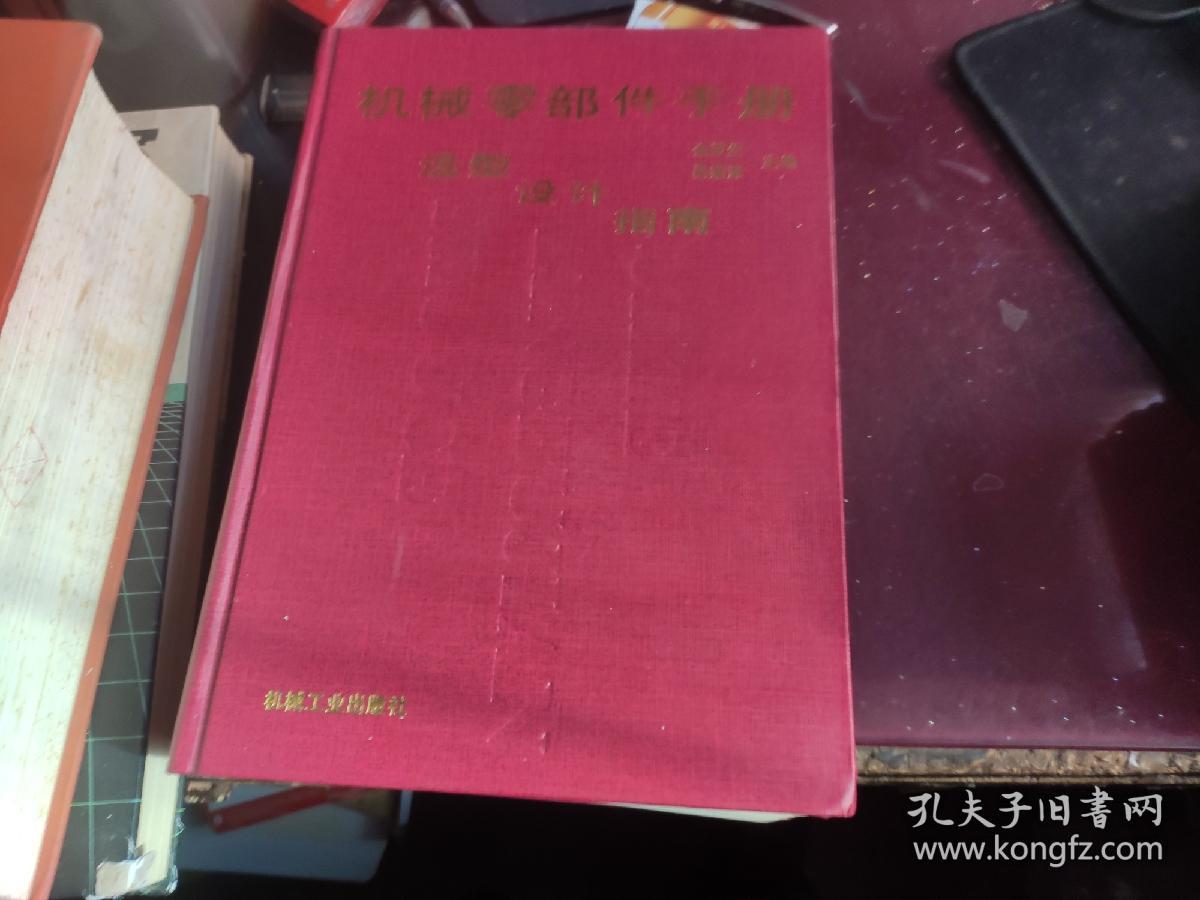 机械零部件手册
选型
设计
指南
主编
机械工业出版社
孔夫子旧書网
www.kongfz.com